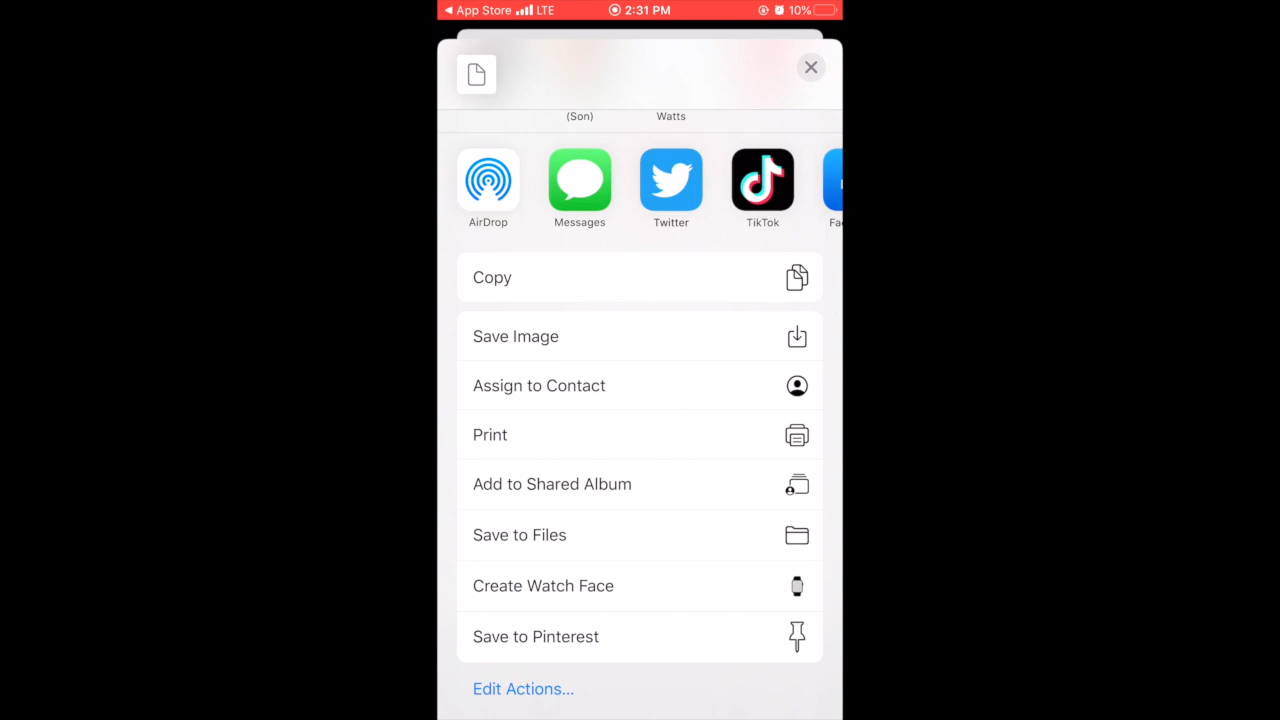 ◀ App Store LTE 2:31 PM 10%
(Son) Watts
AirDrop Messages Twitter TikTok
Copy
Save Image
Assign to Contact
Print
Add to Shared Album
Save to Files
Create Watch Face
Save to Pinterest
Edit Actions...